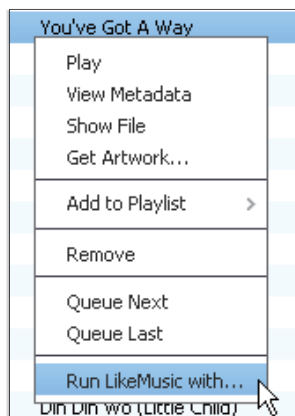 You've Got A Way
Play
View Metadata
Show File
Get Artwork...
Add to Playlist >
Remove
Queue Next
Queue Last
Run LikeMusic with...
Din Din Wo (Little Child)